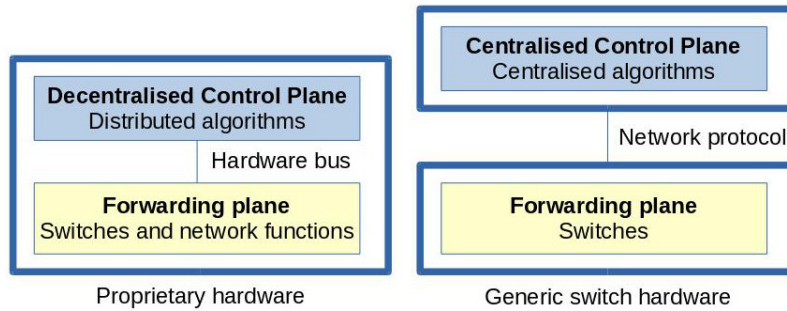 Decentralised Control Plane
Distributed algorithms
Hardware bus
Forwarding plane
Switches and network functions
Proprietary hardware
Centralised Control Plane
Centralised algorithms
Network protocol
Forwarding plane
Switches
Generic switch hardware